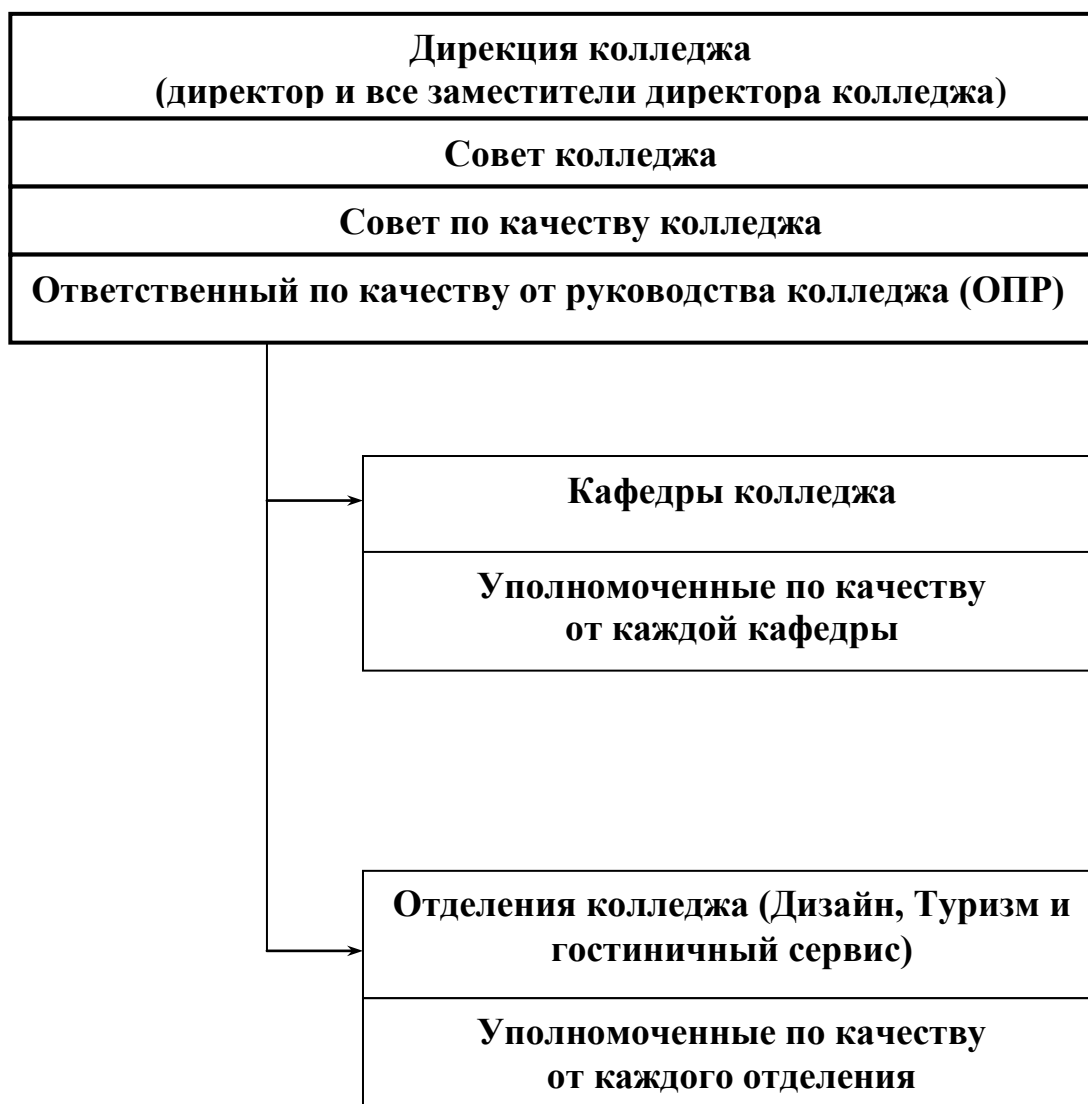 Дирекция колледжа
(директор и все заместители директора колледжа)
Совет колледжа
Совет по качеству колледжа
Ответственный по качеству от руководства колледжа (ОПР)
Кафедры колледжа
Уполномоченные по качеству
от каждой кафедры
Отделения колледжа (Дизайн, Туризм и
гостиничный сервис)
Уполномоченные по качеству
от каждого отделения